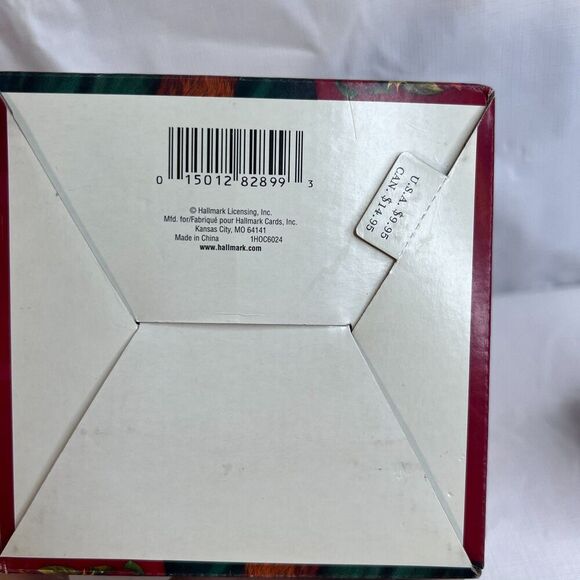 0 15012 82899 3
© Hallmark Licensing, Inc.
Mfd. for/Fabriqué pour Hallmark Cards, Inc.
Kansas City, MO 64141
Made in China 1HOC6024
www.hallmark.com
U.S.A. $9.95
CAN. $14.95